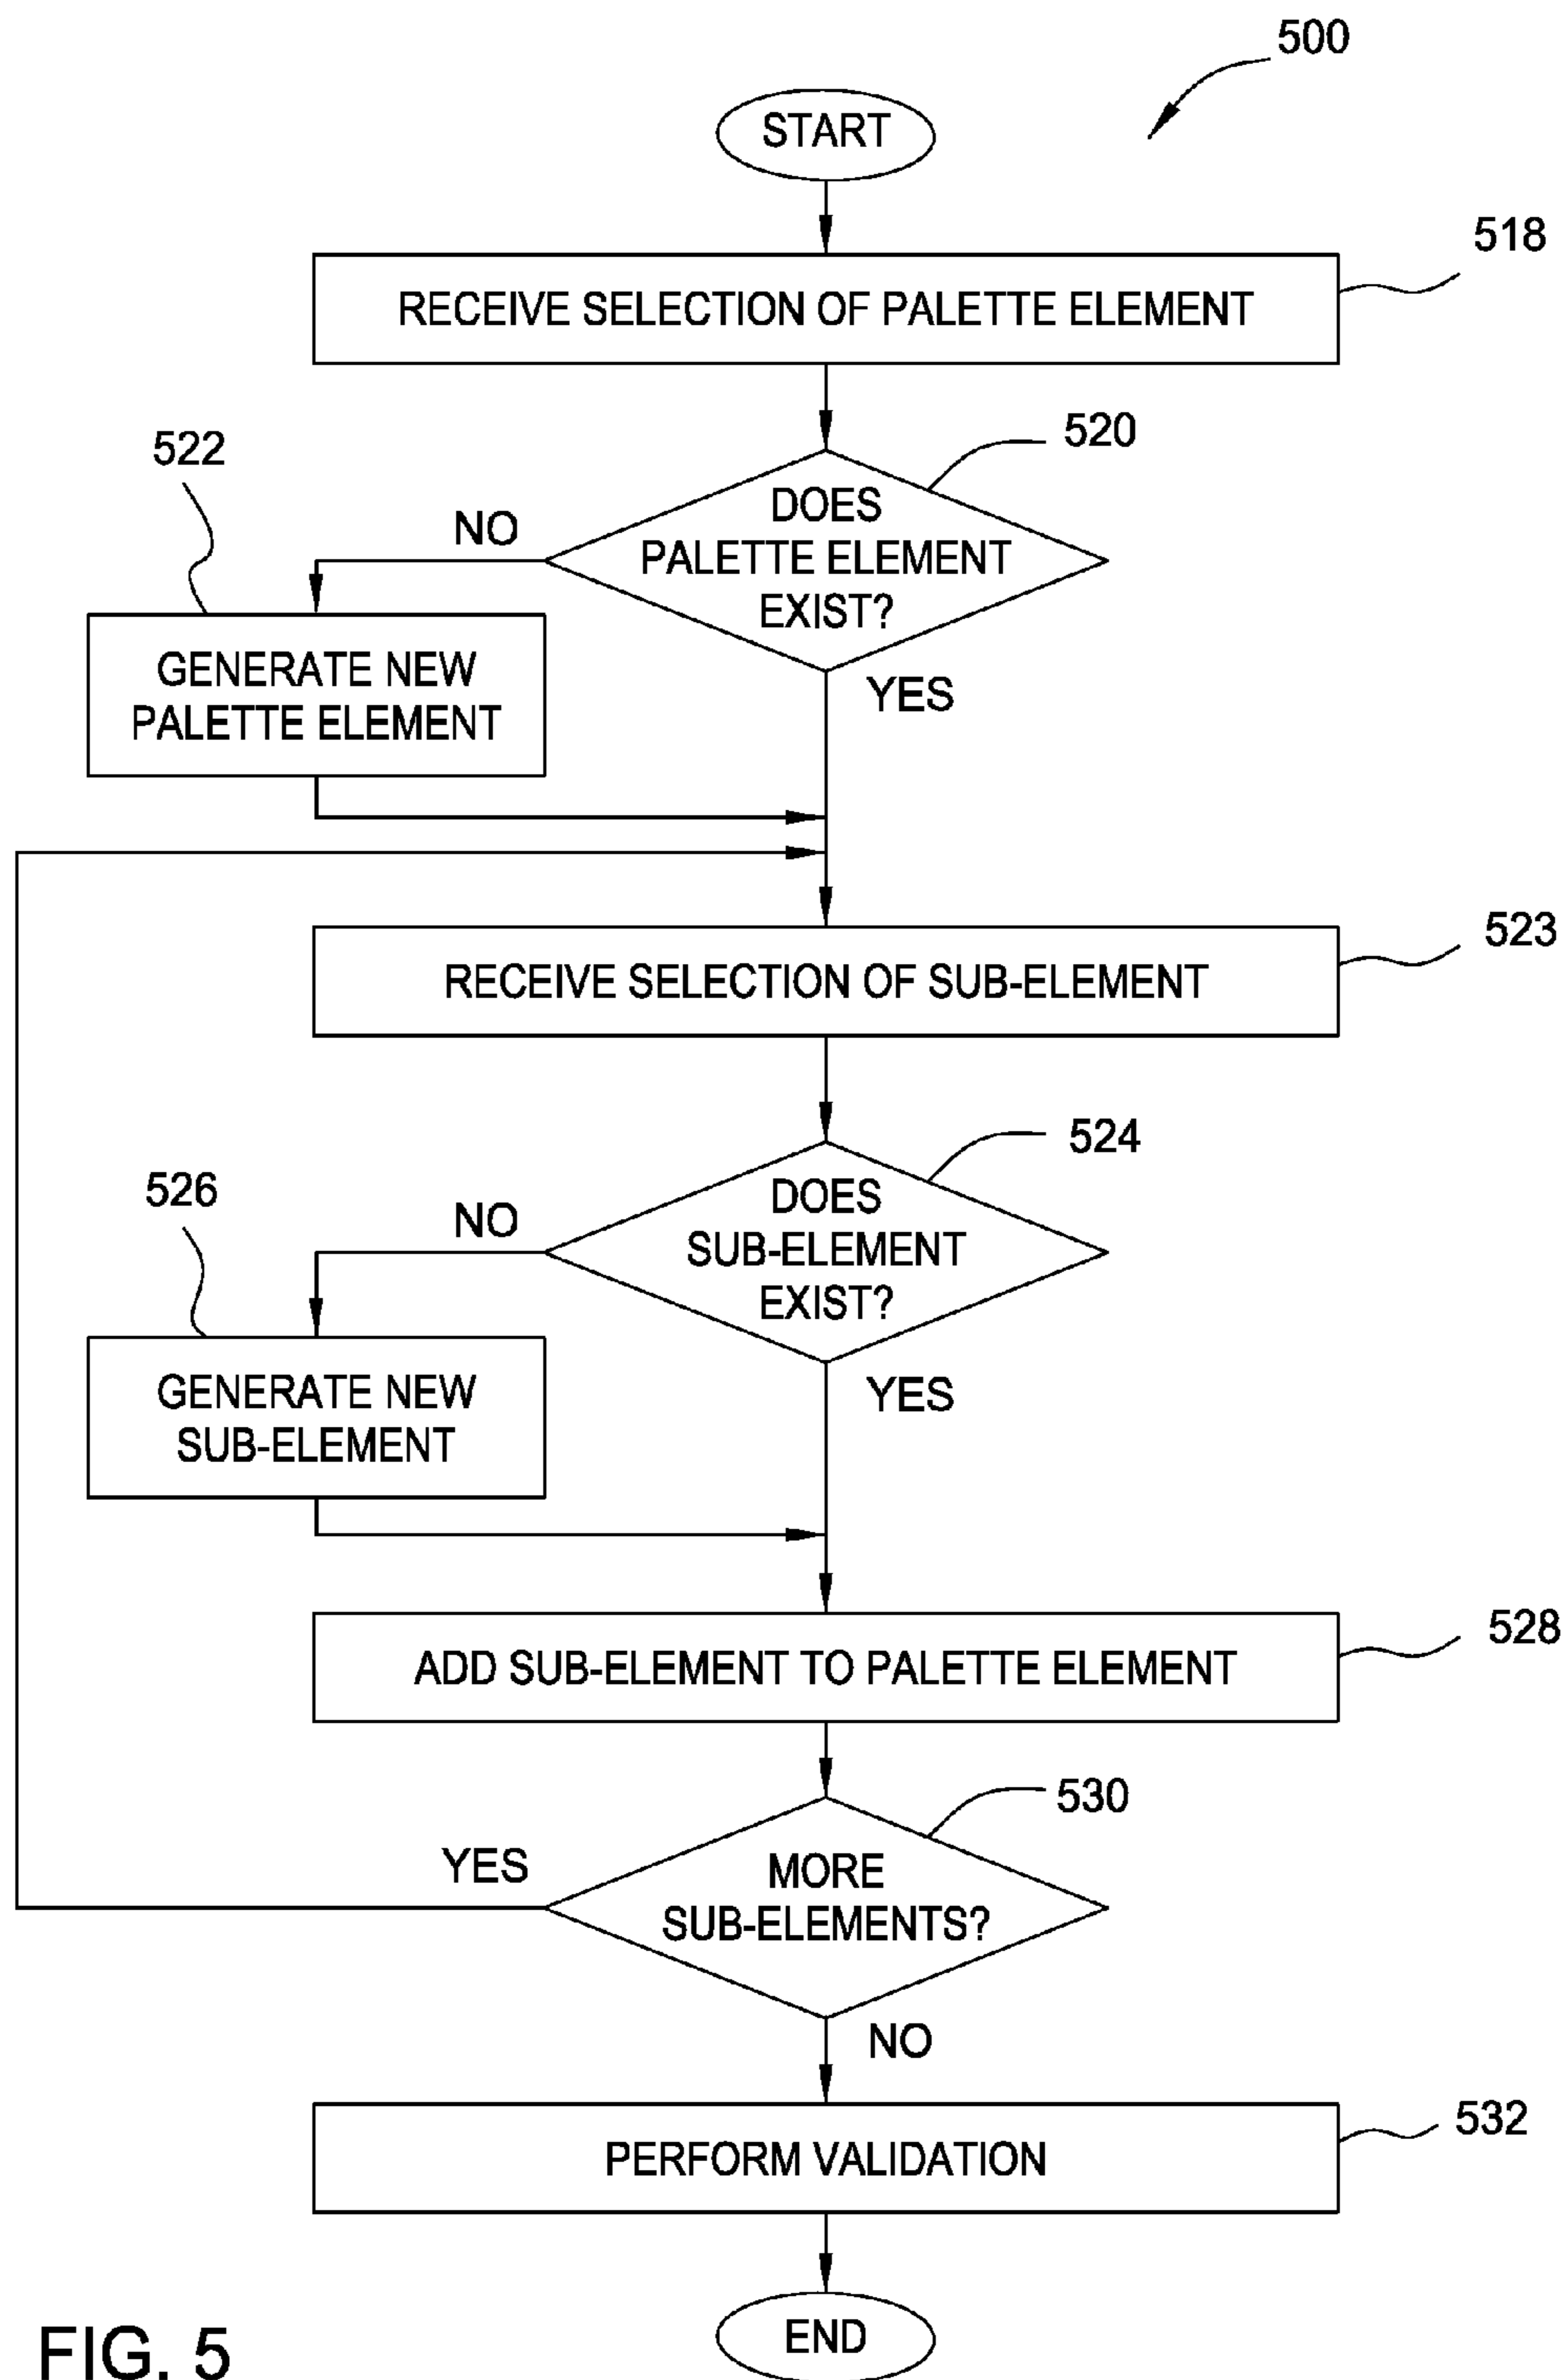 500
START
518
RECEIVE SELECTION OF PALETTE ELEMENT
520
522
DOES
PALETTE ELEMENT
EXIST?
NO
GENERATE NEW
PALETTE ELEMENT
YES
523
RECEIVE SELECTION OF SUB-ELEMENT
524
526
DOES
SUB-ELEMENT
EXIST?
NO
GENERATE NEW
SUB-ELEMENT
YES
528
ADD SUB-ELEMENT TO PALETTE ELEMENT
530
YES
MORE
SUB-ELEMENTS?
NO
532
PERFORM VALIDATION
END
FIG. 5